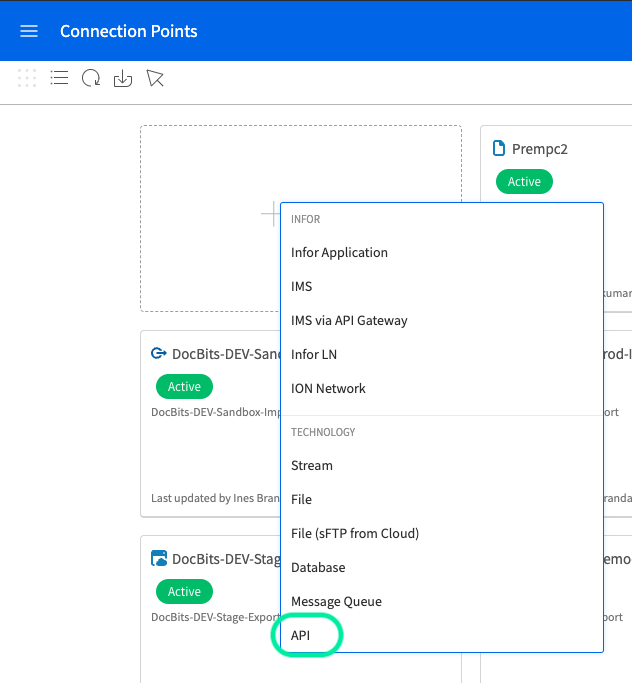 Connection Points
Prempc2
Active
INFOR
Infor Application
IMS
IMS via API Gateway
Infor LN
ION Network
TECHNOLOGY
Stream
File
File (sFTP from Cloud)
Database
Message Queue
API
DocBits-DEV-San
Active
DocBits-DEV-Sandbox-Imp
Last updated by Ines Bran
DocBits-DEV-Stag
Active
DocBits-DEV-Stage-Export
kumar
rod-I
ort
randa
emo
port